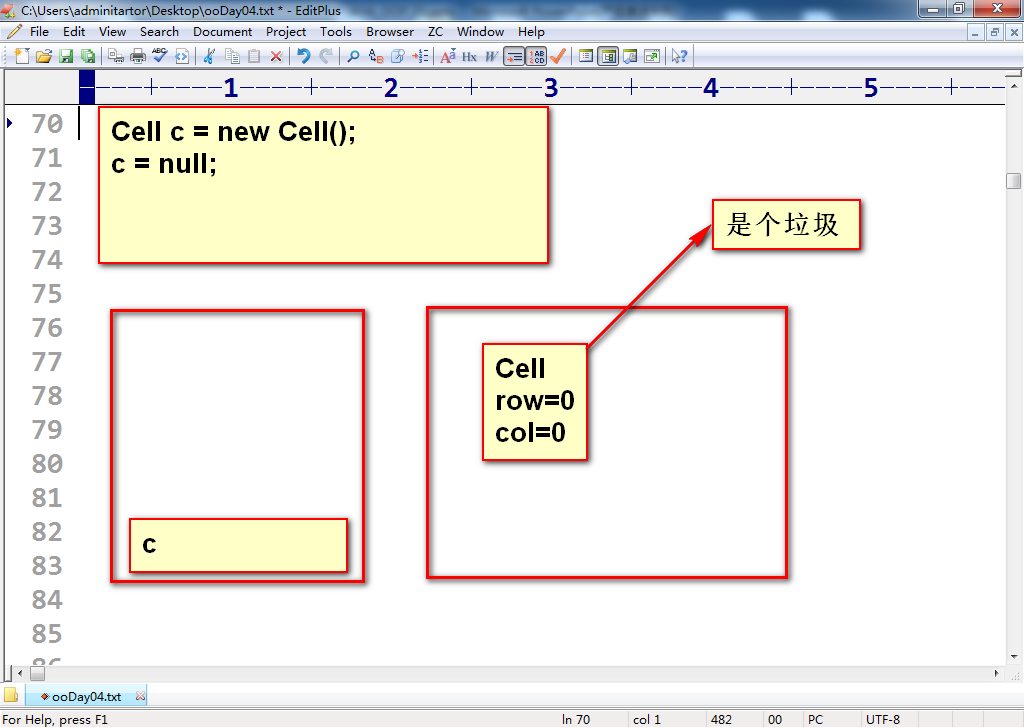 C:\Users\adminitartor\Desktop\ooDay04.txt * - EditPlus
File Edit View Search Document Project Tools Browser ZC Window Help
1 2 3 4 5
70
71
72
73
74
75
76
77
78
79
80
81
82
83
84
85
86
Cell c = new Cell();
c = null;
是个垃圾
Cell
row=0
col=0
c
ooDay04.txt
For Help, press F1 ln 70 col 1 482 00 PC UTF-8